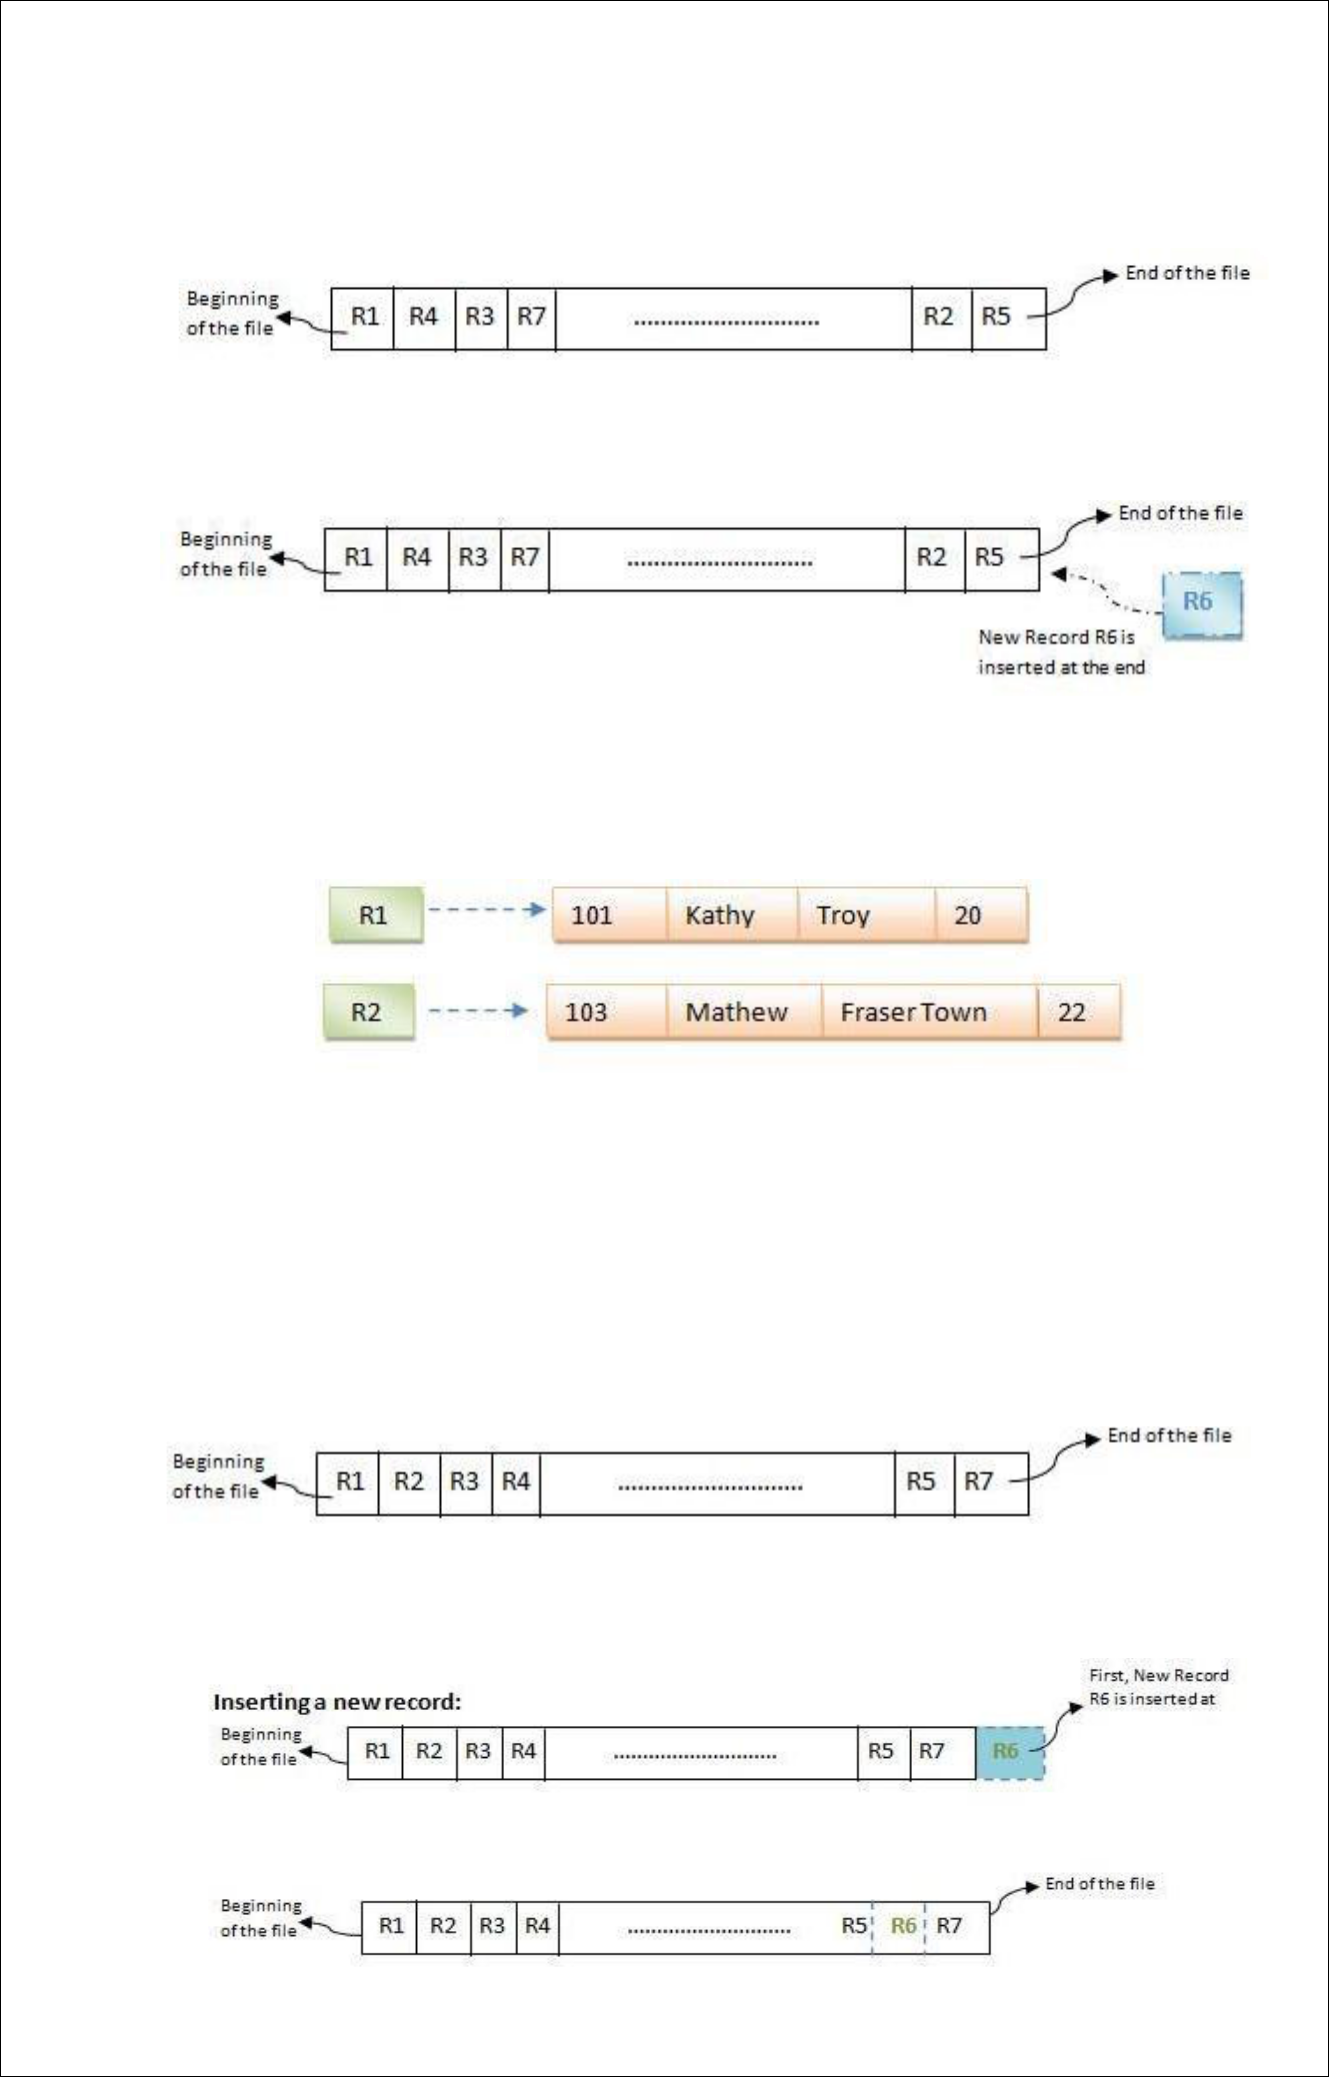 End of the file
Beginning
of the file
R1 R4 R3 R7 ............................ R2 R5
End of the file
Beginning
of the file
R1 R4 R3 R7 ............................ R2 R5
R6
New Record R6 is
inserted at the end
R1 101 Kathy Troy 20
R2 103 Mathew Fraser Town 22
End of the file
Beginning
of the file
R1 R2 R3 R4 ............................ R5 R7
First, New Record
R6 is inserted at
Inserting a new record:
Beginning
of the file
R1 R2 R3 R4 ............................ R5 R7 R6
End of the file
Beginning
of the file
R1 R2 R3 R4 ............................ R5 R6 R7